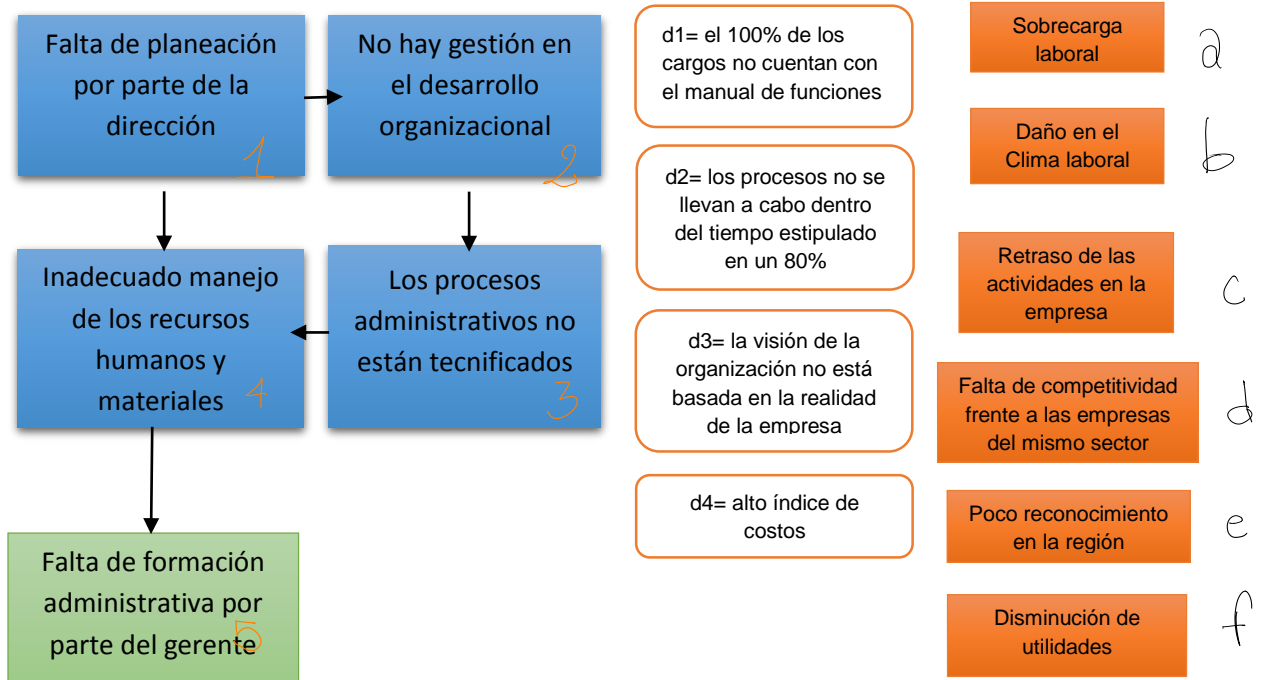 Falta de planeación
por parte de la
dirección
1
No hay gestión en
el desarrollo
organizacional
2
Inadecuado manejo
de los recursos
humanos y
materiales
4
Los procesos
administrativos no
están tecnificados
3
Falta de formación
administrativa por
parte del gerente
5
d1= el 100% de los
cargos no cuentan con
el manual de funciones
d2= los procesos no se
llevan a cabo dentro
del tiempo estipulado
en un 80%
d3= la visión de la
organización no está
basada en la realidad
de la empresa
d4= alto índice de
costos
Sobrecarga
laboral
a
Daño en el
Clima laboral
b
Retraso de las
actividades en la
empresa
c
Falta de competitividad
frente a las empresas
del mismo sector
d
Poco reconocimiento
en la región
e
Disminución de
utilidades
f